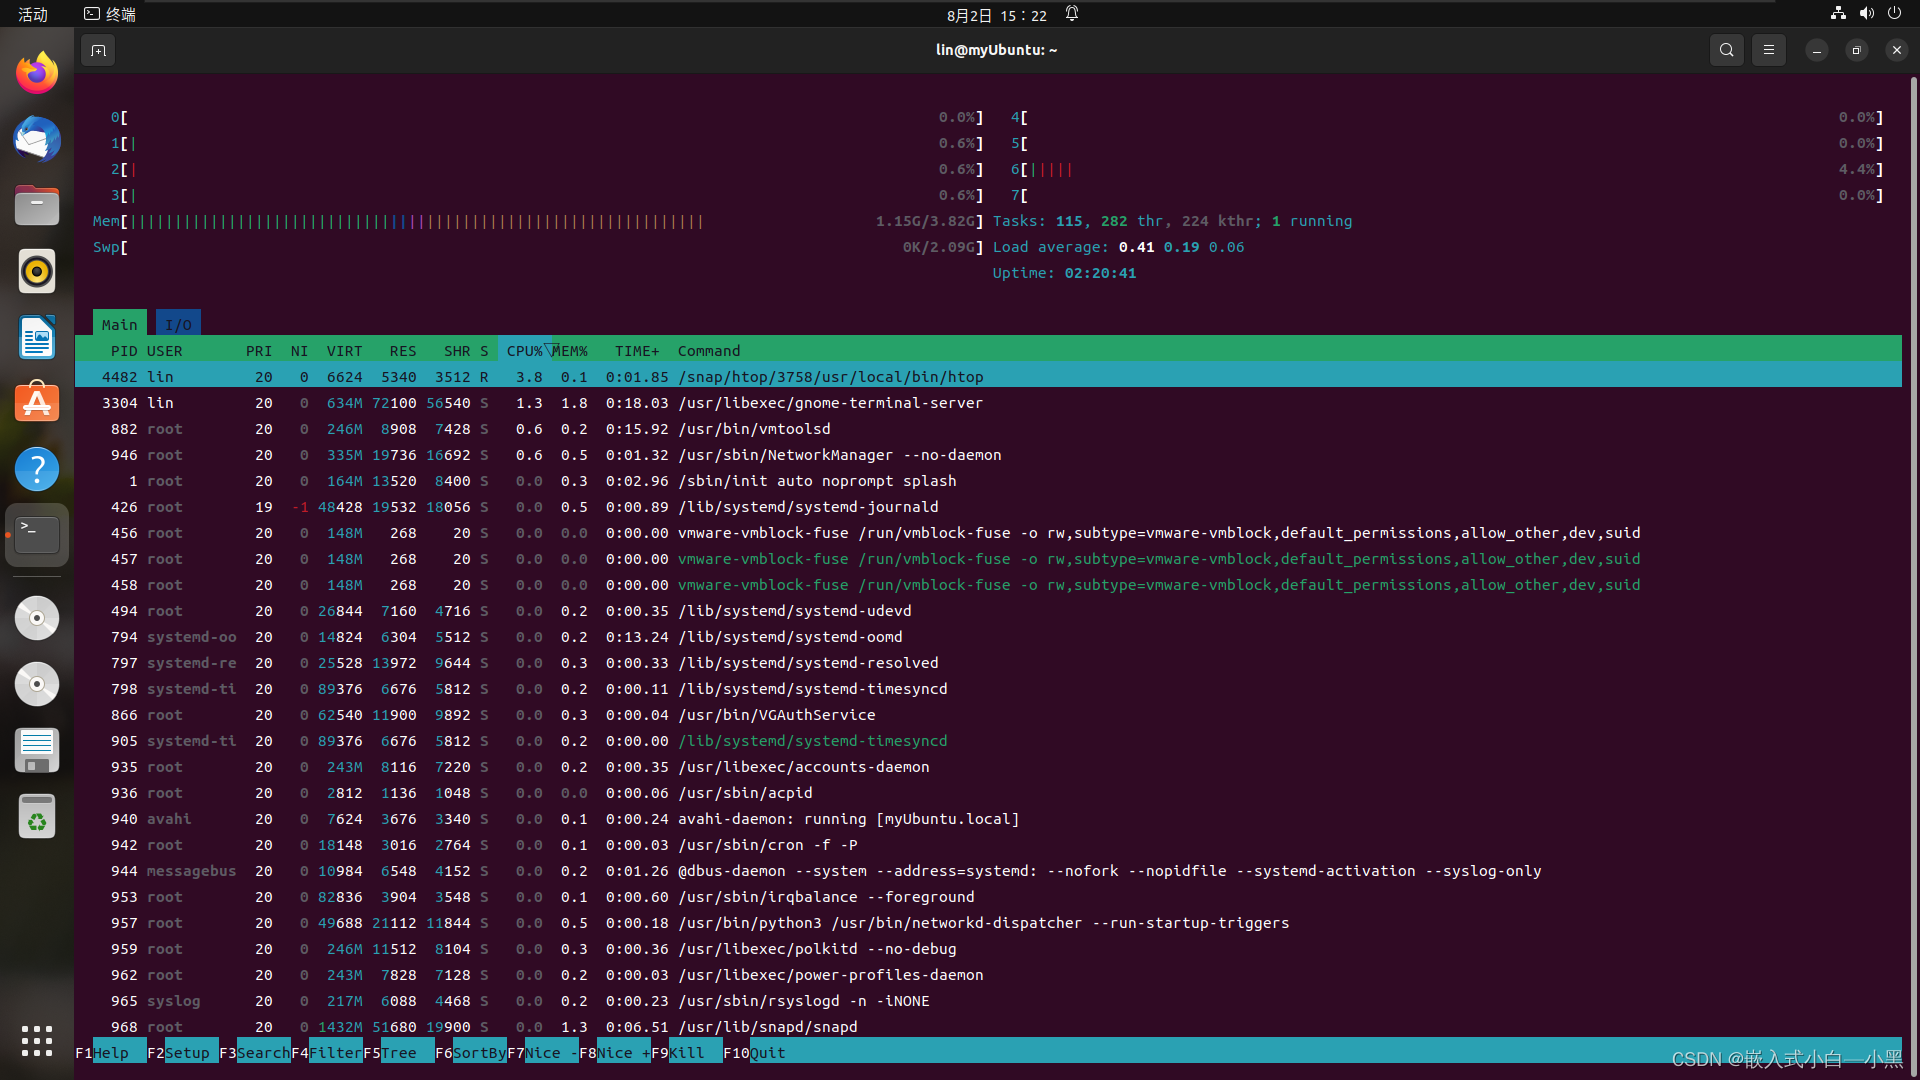 活动 终端 8月2日 15：22
lin@myUbuntu: ~
0[ 0.0%] 4[ 0.0%]
1[| 0.6%] 5[ 0.0%]
2[| 0.6%] 6[||||| 4.4%]
3[| 0.6%] 7[ 0.0%]
Mem[|||||||||||||||||||||||||||||||||||||||||||||||||||||||||||||||| 1.15G/3.82G] Tasks: 115, 282 thr, 224 kthr; 1 running
Swp[ 0K/2.09G] Load average: 0.41 0.19 0.06
Uptime: 02:20:41
Main I/O
PID USER PRI NI VIRT RES SHR S CPU%▽MEM% TIME+ Command
4482 lin 20 0 6624 5340 3512 R 3.8 0.1 0:01.85 /snap/htop/3758/usr/local/bin/htop
3304 lin 20 0 634M 72100 56540 S 1.3 1.8 0:18.03 /usr/libexec/gnome-terminal-server
882 root 20 0 246M 8908 7428 S 0.6 0.2 0:15.92 /usr/bin/vmtoolsd
946 root 20 0 335M 19736 16692 S 0.6 0.5 0:01.32 /usr/sbin/NetworkManager --no-daemon
1 root 20 0 164M 13520 8400 S 0.0 0.3 0:02.96 /sbin/init auto noprompt splash
426 root 19 -1 48428 19532 18056 S 0.0 0.5 0:00.89 /lib/systemd/systemd-journald
456 root 20 0 148M 268 20 S 0.0 0.0 0:00.00 vmware-vmblock-fuse /run/vmblock-fuse -o rw,subtype=vmware-vmblock,default_permissions,allow_other,dev,suid
457 root 20 0 148M 268 20 S 0.0 0.0 0:00.00 vmware-vmblock-fuse /run/vmblock-fuse -o rw,subtype=vmware-vmblock,default_permissions,allow_other,dev,suid
458 root 20 0 148M 268 20 S 0.0 0.0 0:00.00 vmware-vmblock-fuse /run/vmblock-fuse -o rw,subtype=vmware-vmblock,default_permissions,allow_other,dev,suid
494 root 20 0 26844 7160 4716 S 0.0 0.2 0:00.35 /lib/systemd/systemd-udevd
794 systemd-oo 20 0 14824 6304 5512 S 0.0 0.2 0:13.24 /lib/systemd/systemd-oomd
797 systemd-re 20 0 25528 13972 9644 S 0.0 0.3 0:00.33 /lib/systemd/systemd-resolved
798 systemd-ti 20 0 89376 6676 5812 S 0.0 0.2 0:00.11 /lib/systemd/systemd-timesyncd
866 root 20 0 62540 11900 9892 S 0.0 0.3 0:00.04 /usr/bin/VGAuthService
905 systemd-ti 20 0 89376 6676 5812 S 0.0 0.2 0:00.00 /lib/systemd/systemd-timesyncd
935 root 20 0 243M 8116 7220 S 0.0 0.2 0:00.35 /usr/libexec/accounts-daemon
936 root 20 0 2812 1136 1048 S 0.0 0.0 0:00.06 /usr/sbin/acpid
940 avahi 20 0 7624 3676 3340 S 0.0 0.1 0:00.24 avahi-daemon: running [myUbuntu.local]
942 root 20 0 18148 3016 2764 S 0.0 0.1 0:00.03 /usr/sbin/cron -f -P
944 messagebus 20 0 10984 6548 4152 S 0.0 0.2 0:01.26 @dbus-daemon --system --address=systemd: --nofork --nopidfile --systemd-activation --syslog-only
953 root 20 0 82836 3904 3548 S 0.0 0.1 0:00.60 /usr/sbin/irqbalance --foreground
957 root 20 0 49688 21112 11844 S 0.0 0.5 0:00.18 /usr/bin/python3 /usr/bin/networkd-dispatcher --run-startup-triggers
959 root 20 0 246M 11512 8104 S 0.0 0.3 0:00.36 /usr/libexec/polkitd --no-debug
962 root 20 0 243M 7828 7128 S 0.0 0.2 0:00.03 /usr/libexec/power-profiles-daemon
965 syslog 20 0 217M 6088 4468 S 0.0 0.2 0:00.23 /usr/sbin/rsyslogd -n -iNONE
968 root 20 0 1432M 51680 19900 S 0.0 1.3 0:06.51 /usr/lib/snapd/snapd
F1Help F2Setup F3SearchF4FilterF5Tree F6SortByF7Nice -F8Nice +F9Kill F10Quit
CSDN @嵌入式小白—小黑